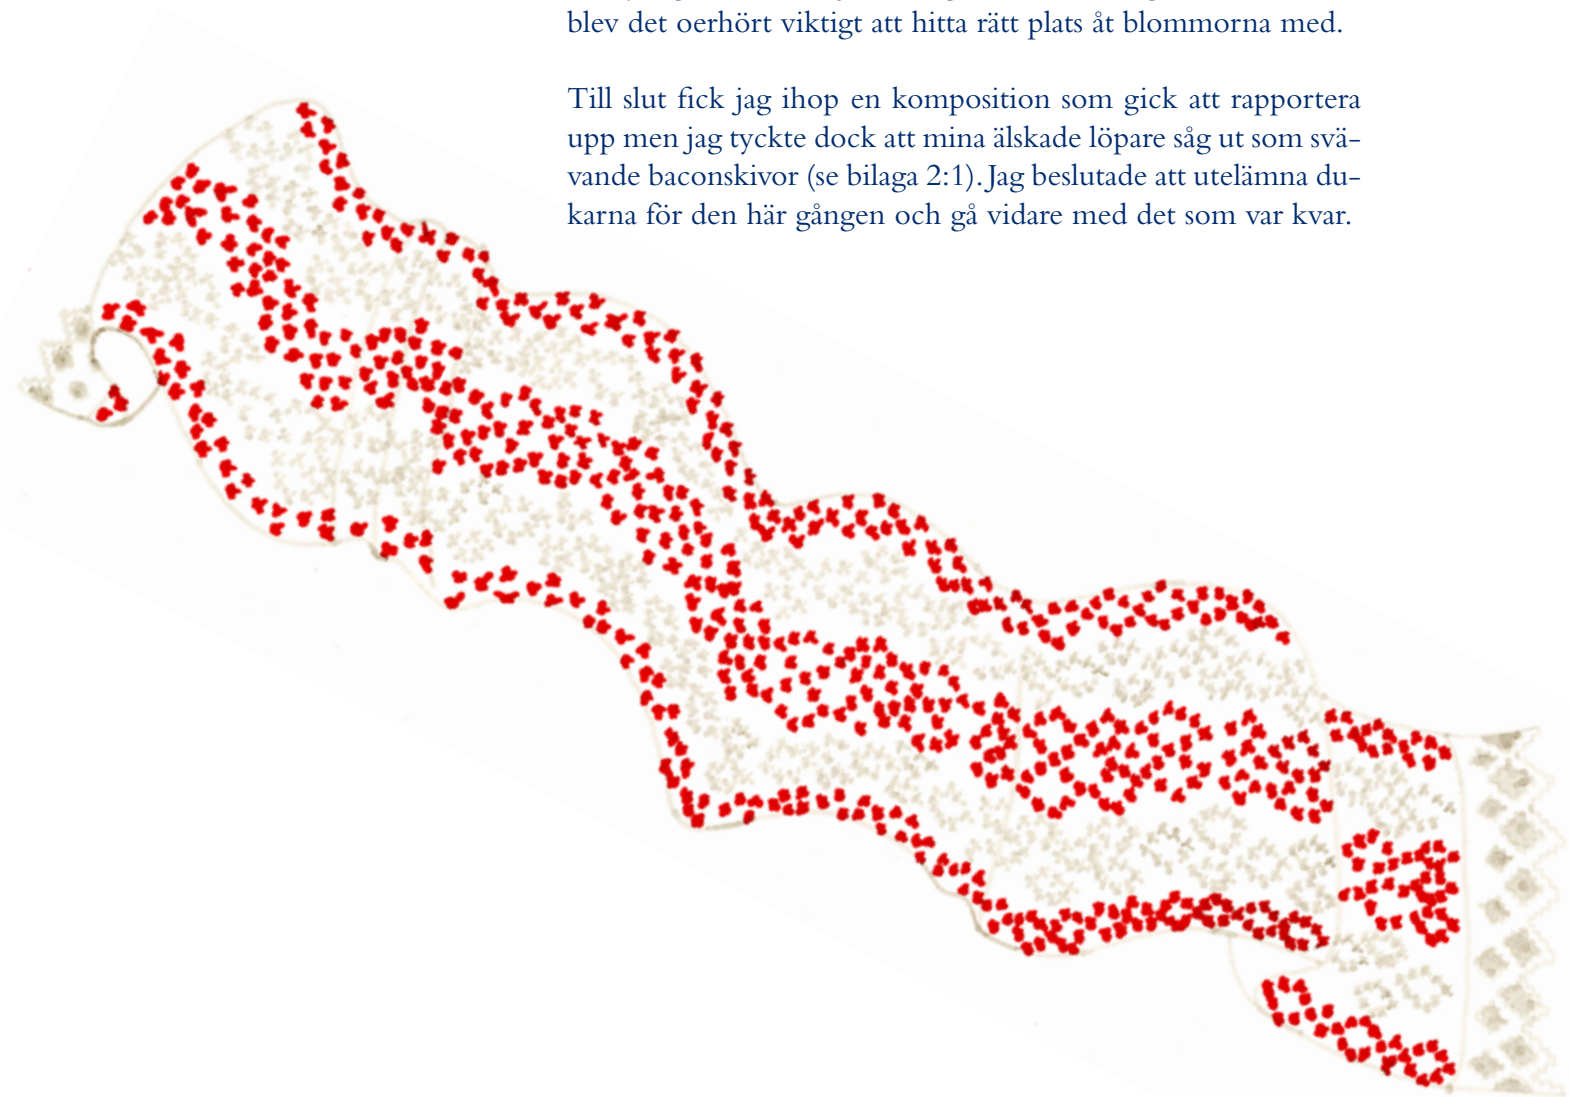 blev det oerhört viktigt att hitta rätt plats åt blommorna med.
Till slut fick jag ihop en komposition som gick att rapportera
upp men jag tyckte dock att mina älskade löpare såg ut som svä-
vande baconskivor (se bilaga 2:1). Jag beslutade att utelämna du-
karna för den här gången och gå vidare med det som var kvar.